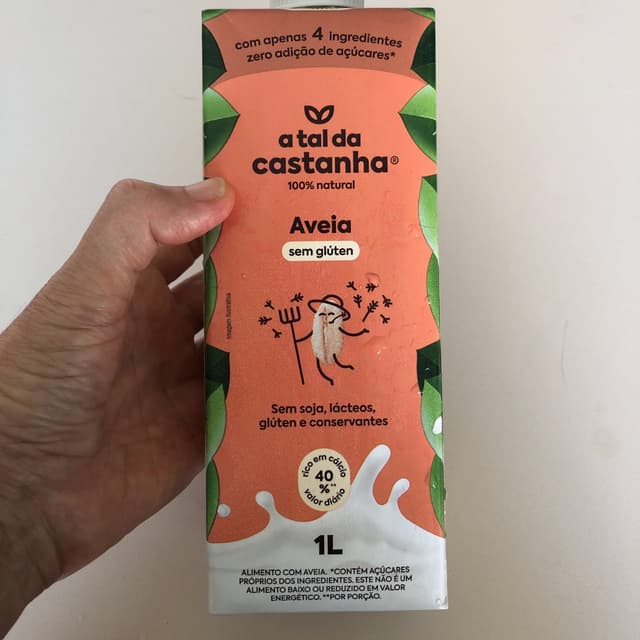 com apenas 4 ingredientes
zero adição de açúcares*
a tal da
castanha®
100% natural
Aveia
sem glúten
Imagem ilustrativa
Sem soja, lácteos,
glúten e conservantes
rico em cálcio
40
%**
valor diário
1L
ALIMENTO COM AVEIA. *CONTÉM AÇÚCARES
PRÓPRIOS DOS INGREDIENTES. ESTE NÃO É UM
ALIMENTO BAIXO OU REDUZIDO EM VALOR
ENERGÉTICO. **POR PORÇÃO.